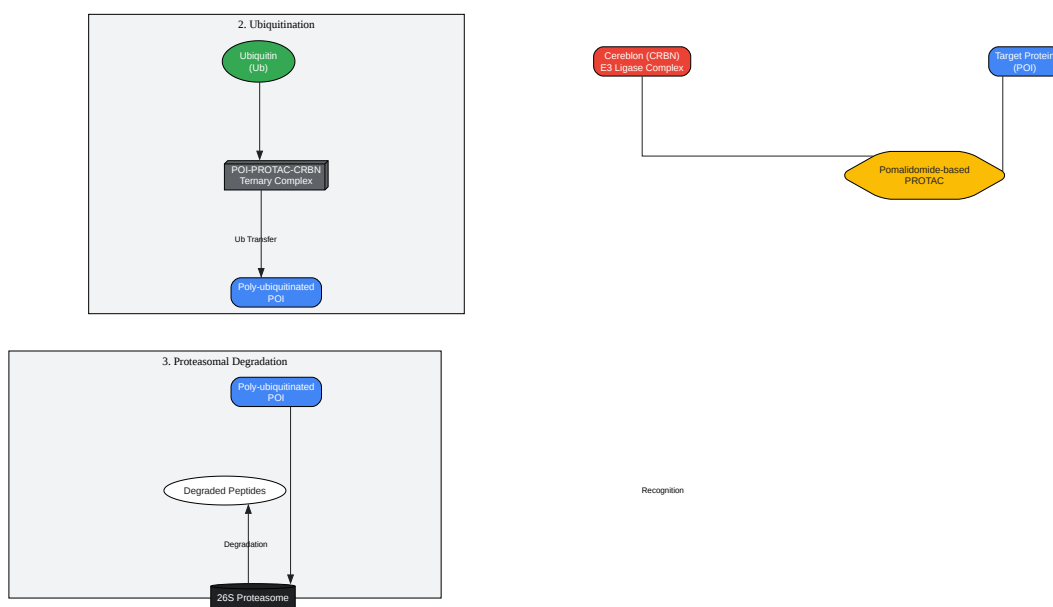 2. Ubiquitination
Ubiquitin
(Ub)
POI-PROTAC-CRBN
Ternary Complex
Ub Transfer
Poly-ubiquitinated
POI
Cereblon (CRBN)
E3 Ligase Complex
Target Protein
(POI)
Pomalidomide-based
PROTAC
3. Proteasomal Degradation
Poly-ubiquitinated
POI
Degraded Peptides
Degradation
26S Proteasome
Recognition